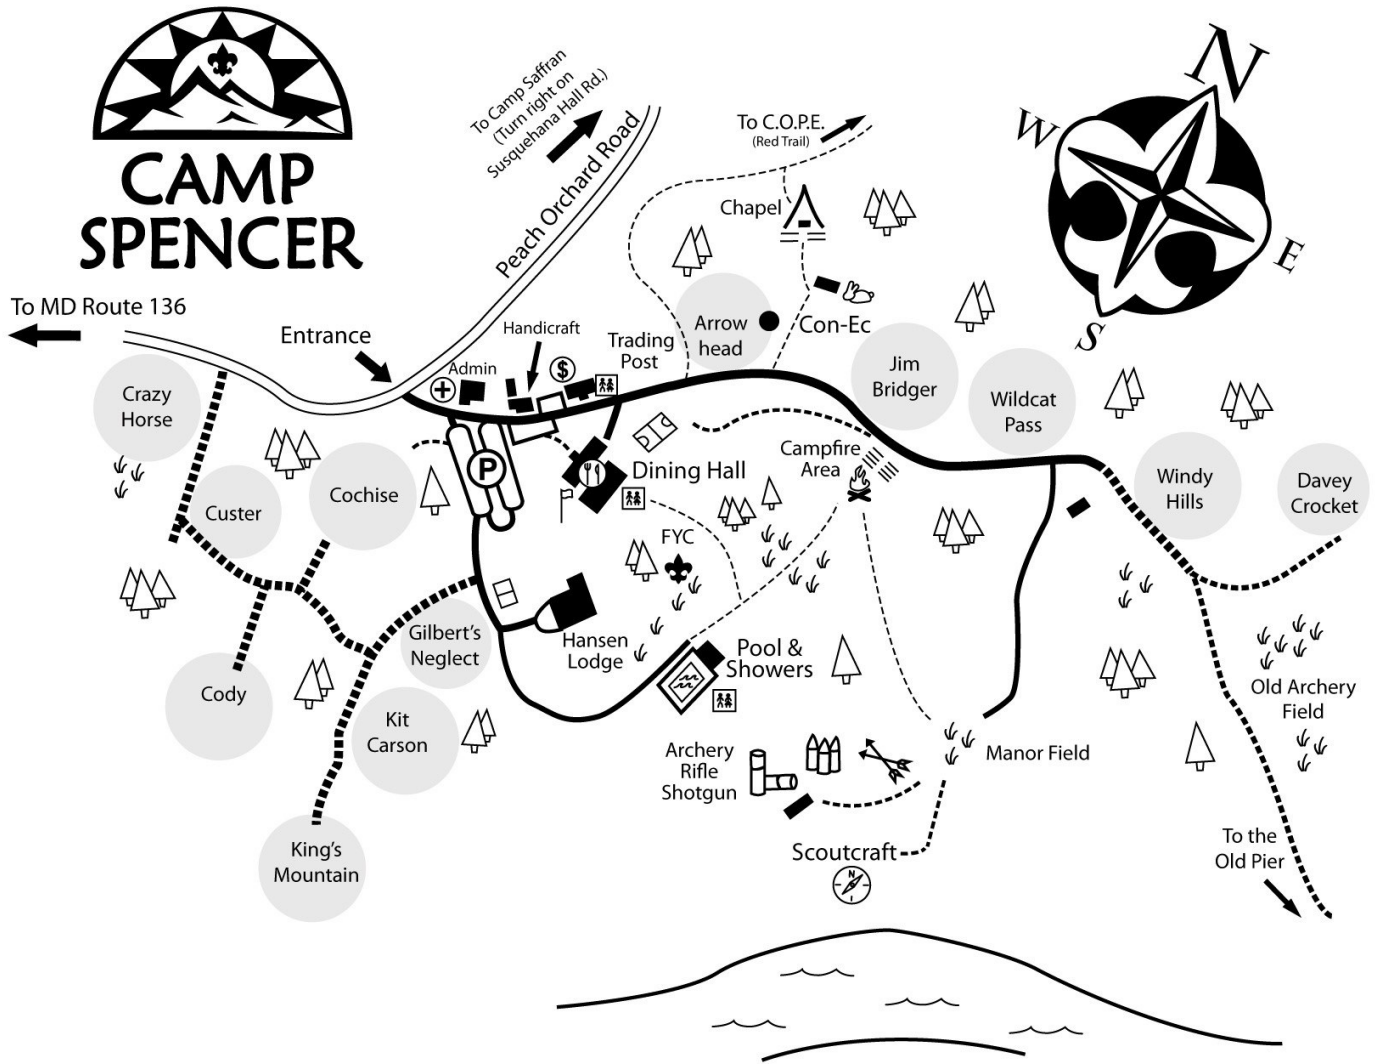 CAMP
SPENCER
To MD Route 136
To Camp Saffran
(Turn right on
Susquehana Hall Rd.)
Peach Orchard Road
To C.O.P.E.
(Red Trail)
N
W
E
S
Chapel
Con-Ec
Entrance
Handicraft
Admin
$
Trading
Post
Arrow
head
Jim
Bridger
Wildcat
Pass
Crazy
Horse
Custer
Cochise
P
Dining Hall
Campfire
Area
Windy
Hills
Davey
Crocket
FYC
Gilbert's
Neglect
Hansen
Lodge
Pool &
Showers
Cody
Kit
Carson
Old Archery
Field
Manor Field
Archery
Rifle
Shotgun
King's
Mountain
Scoutcraft
N
To the
Old Pier